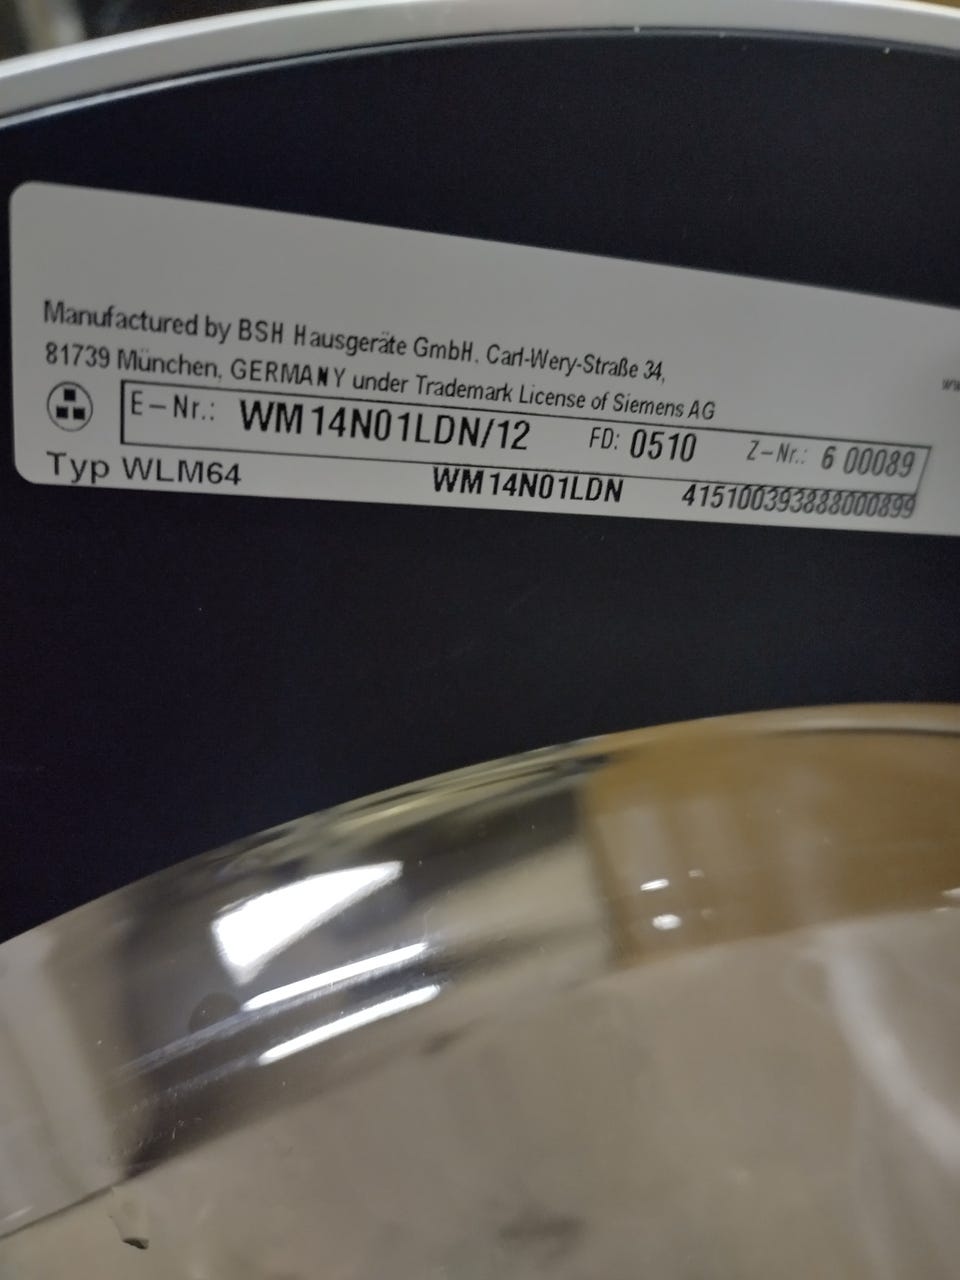 Manufactured by BSH Hausgeräte GmbH. Carl-Wery-Straße 34,
81739 München, GERMANY under Trademark License of Siemens AG
E-Nr.: WM14N01LDN/12 FD: 0510 Z-Nr.: 6 00089
Typ WLM64 WM14N01LDN 415100393888000899